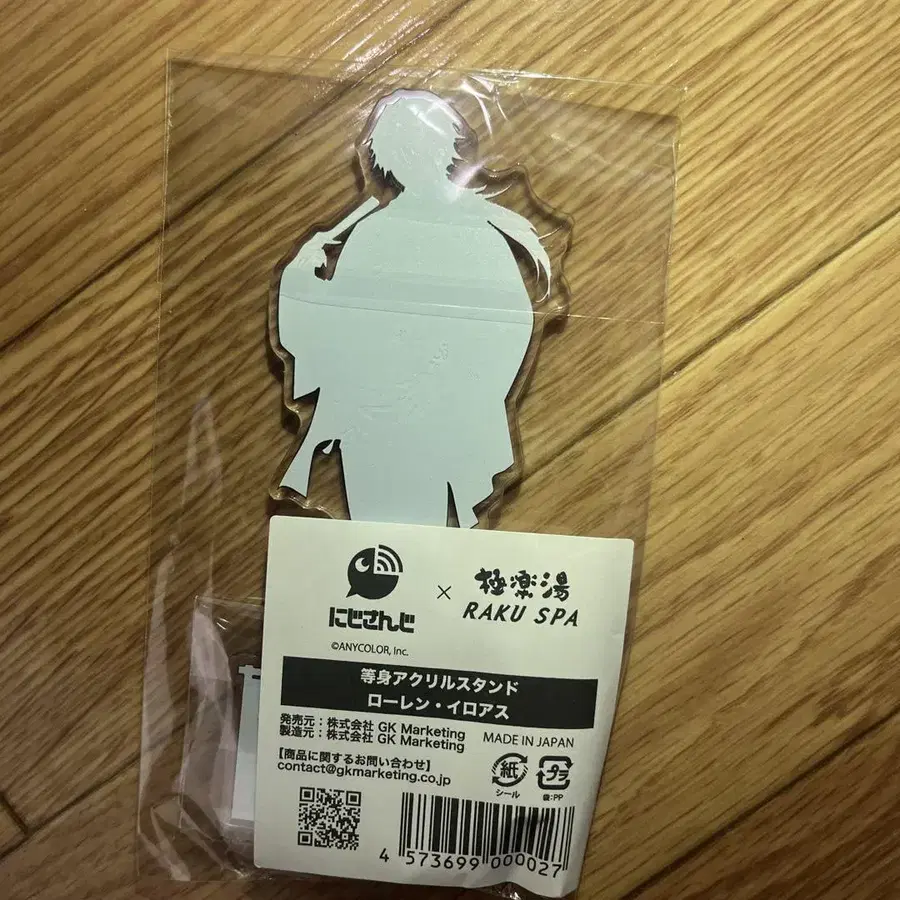 にじさんじ
×
極楽湯
RAKU SPA
©ANYCOLOR, Inc.
等身アクリルスタンド
ローレン・イロアス
発売元：株式会社 GK Marketing
製造元：株式会社 GK Marketing
MADE IN JAPAN
【商品に関するお問い合わせ】
contact@gkmarketing.co.jp
紙
シール
プラ
袋:PP
4 573699 000027